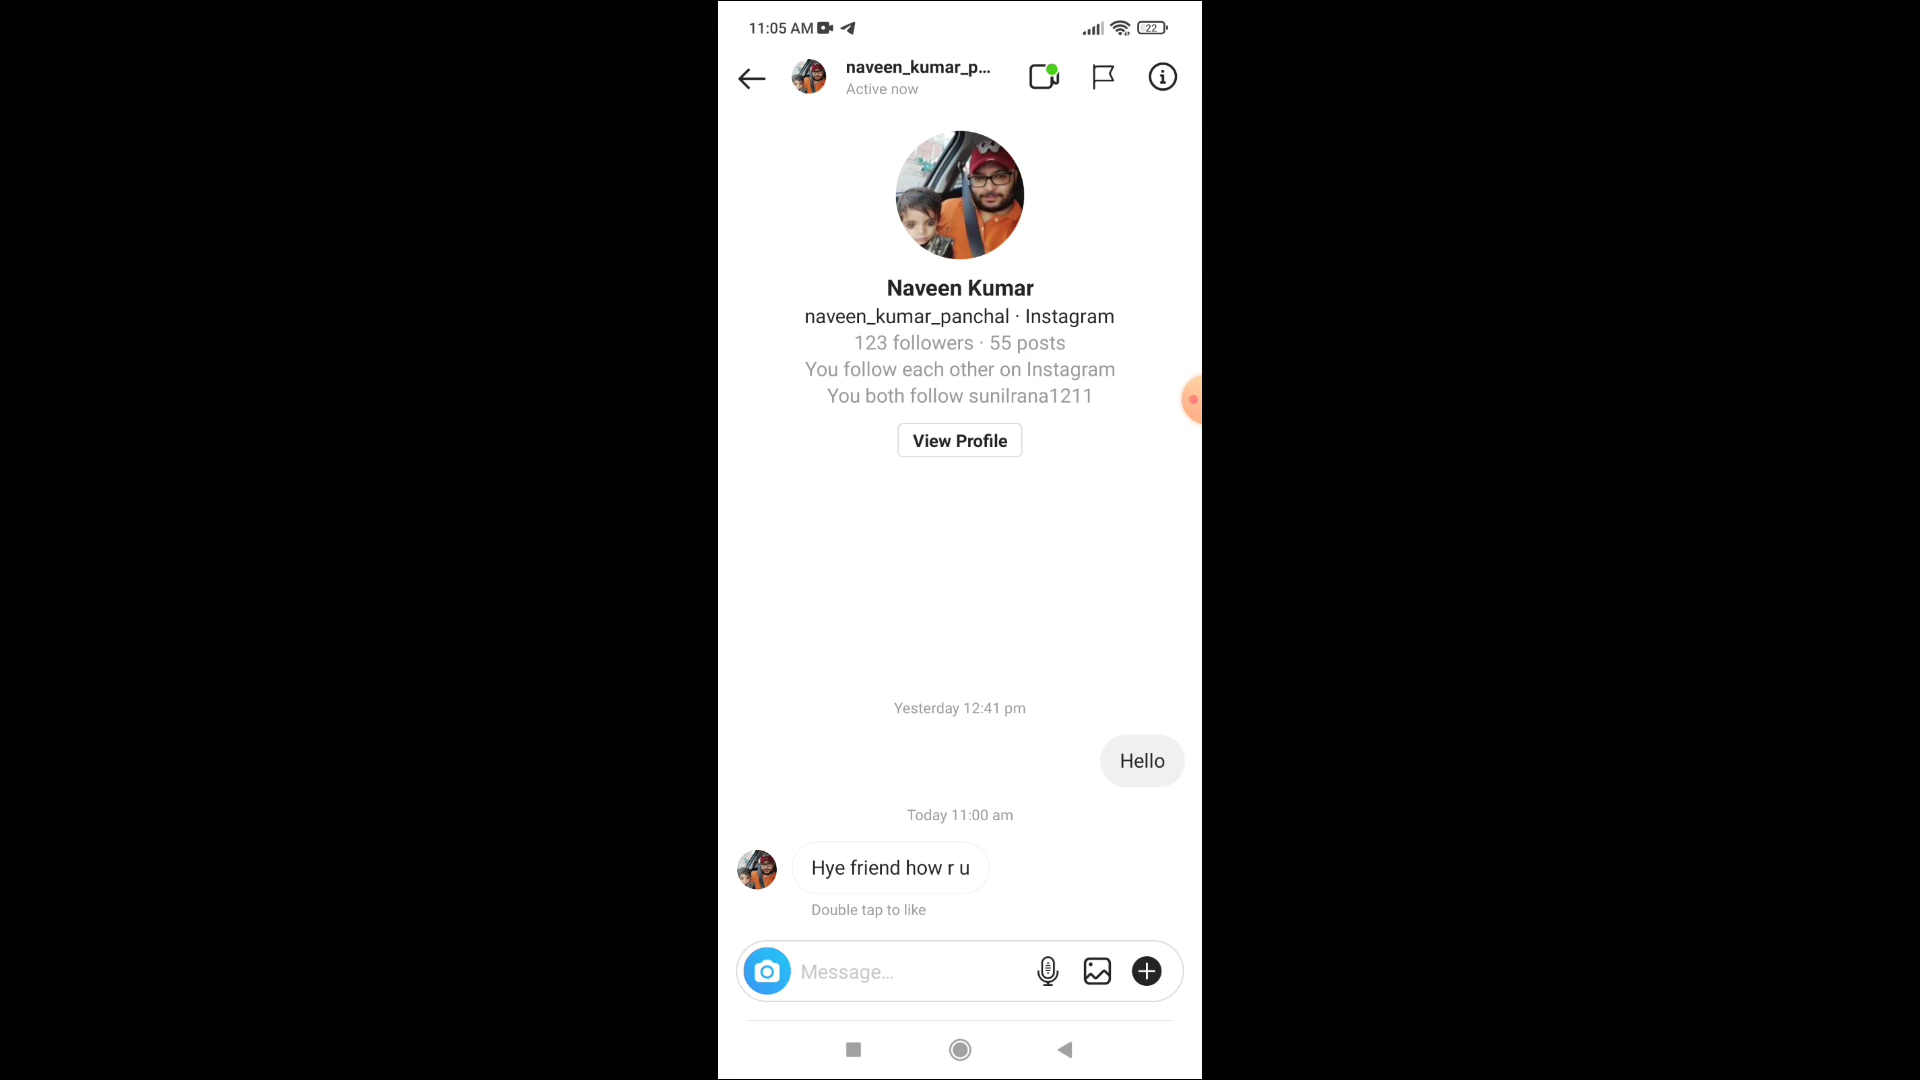 11:05 AM
22
naveen_kumar_p...
Active now
Naveen Kumar
naveen_kumar_panchal · Instagram
123 followers · 55 posts
You follow each other on Instagram
You both follow sunilrana1211
View Profile
Yesterday 12:41 pm
Hello
Today 11:00 am
Hye friend how r u
Double tap to like
Message...